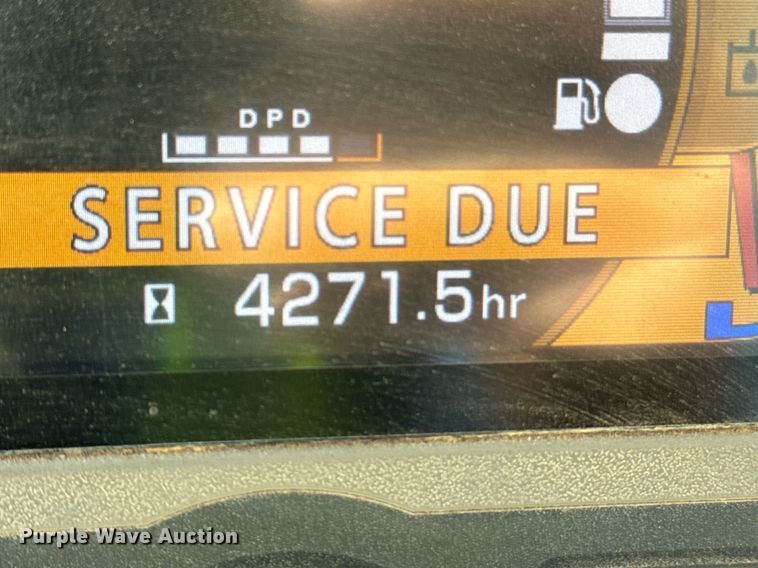 DPD
SERVICE DUE
4271.5hr
Purple Wave Auction